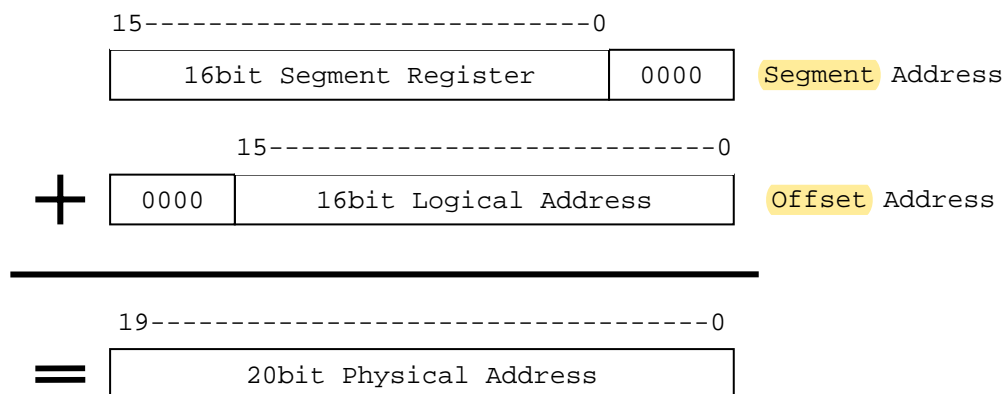 15----------------------------0
16bit Segment Register 0000 Segment Address
15----------------------------0
+ 0000 16bit Logical Address Offset Address
19-----------------------------------0
= 20bit Physical Address